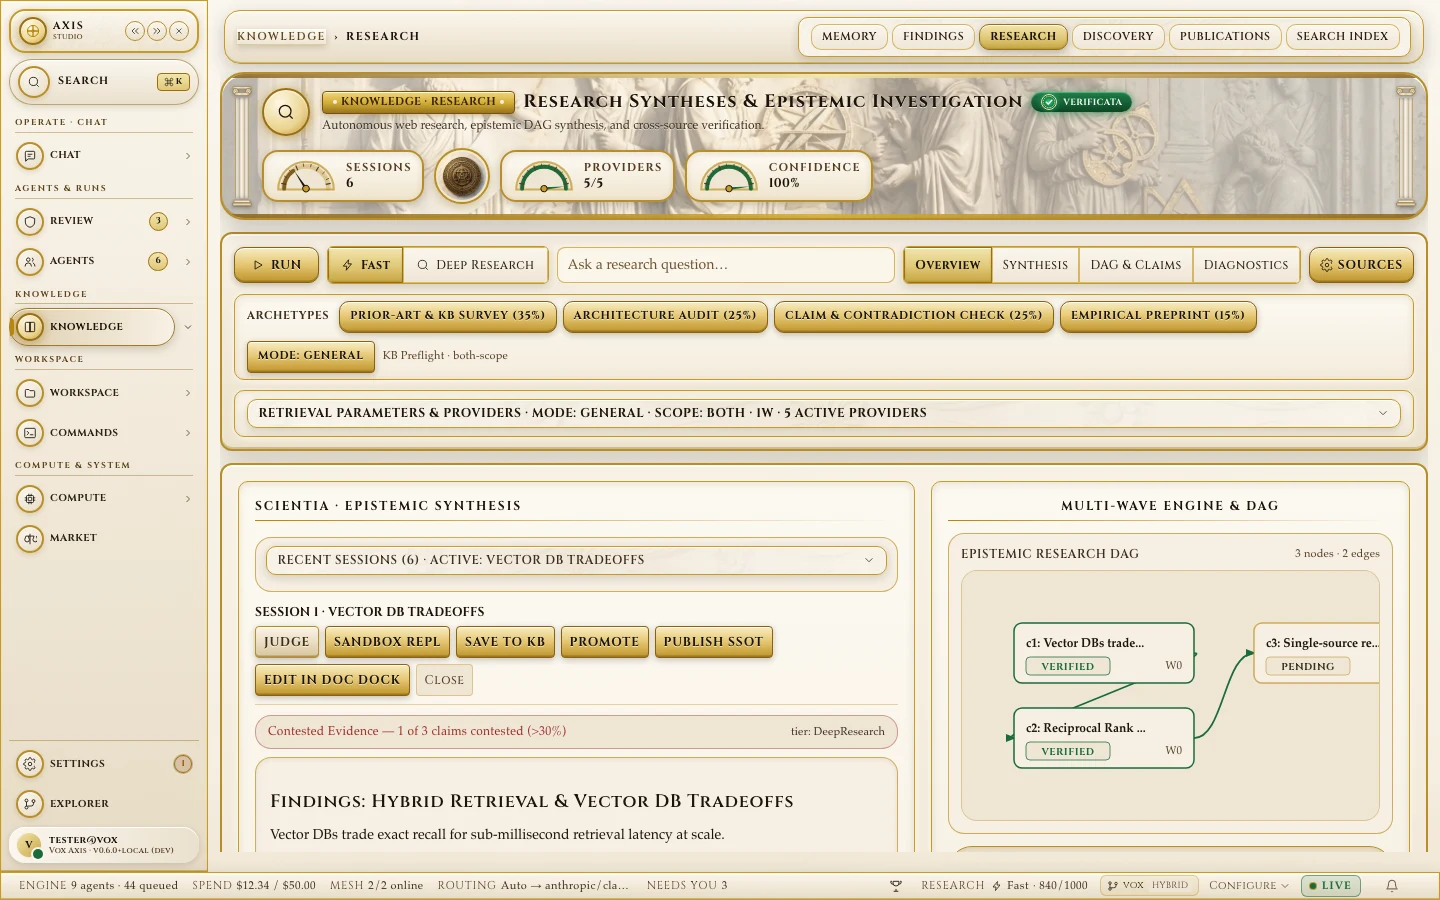 AXIS
STUDIO
SEARCH
⌘K
OPERATE · CHAT
CHAT
AGENTS & RUNS
REVIEW 3
AGENTS 6
KNOWLEDGE
KNOWLEDGE
WORKSPACE
WORKSPACE
COMMANDS
COMPUTE & SYSTEM
COMPUTE
MARKET
SETTINGS 1
EXPLORER
V
TESTER@VOX
VOX AXIS · V0.6.0+LOCAL (DEV)
KNOWLEDGE › RESEARCH
MEMORY FINDINGS RESEARCH DISCOVERY PUBLICATIONS SEARCH INDEX
KNOWLEDGE · RESEARCH
RESEARCH SYNTHESES & EPISTEMIC INVESTIGATION
VERIFICATA
Autonomous web research, epistemic DAG synthesis, and cross-source verification.
SESSIONS
6
PROVIDERS
5/5
CONFIDENCE
100%
RUN
FAST
DEEP RESEARCH
Ask a research question…
OVERVIEW SYNTHESIS DAG & CLAIMS DIAGNOSTICS
SOURCES
ARCHETYPES PRIOR-ART & KB SURVEY (35%) ARCHITECTURE AUDIT (25%) CLAIM & CONTRADICTION CHECK (25%) EMPIRICAL PREPRINT (15%)
MODE: GENERAL KB Preflight · both-scope
RETRIEVAL PARAMETERS & PROVIDERS · MODE: GENERAL · SCOPE: BOTH · 1W · 5 ACTIVE PROVIDERS
SCIENTIA · EPISTEMIC SYNTHESIS
RECENT SESSIONS (6) · ACTIVE: VECTOR DB TRADEOFFS
SESSION 1 · VECTOR DB TRADEOFFS
JUDGE SANDBOX REPL SAVE TO KB PROMOTE PUBLISH SSOT
EDIT IN DOC DOCK CLOSE
Contested Evidence — 1 of 3 claims contested (>30%) tier: DeepResearch
FINDINGS: HYBRID RETRIEVAL & VECTOR DB TRADEOFFS
Vector DBs trade exact recall for sub-millisecond retrieval latency at scale.
MULTI-WAVE ENGINE & DAG
EPISTEMIC RESEARCH DAG 3 nodes · 2 edges
c1: Vector DBs trade...
VERIFIED W0
c3: Single-source re...
PENDING
c2: Reciprocal Rank ...
VERIFIED W0
ENGINE 9 agents · 44 queued SPEND $12.34 / $50.00 MESH 2/2 online ROUTING Auto → anthropic/cla… NEEDS YOU 3 RESEARCH Fast · 840/1000 VOX HYBRID CONFIGURE LIVE